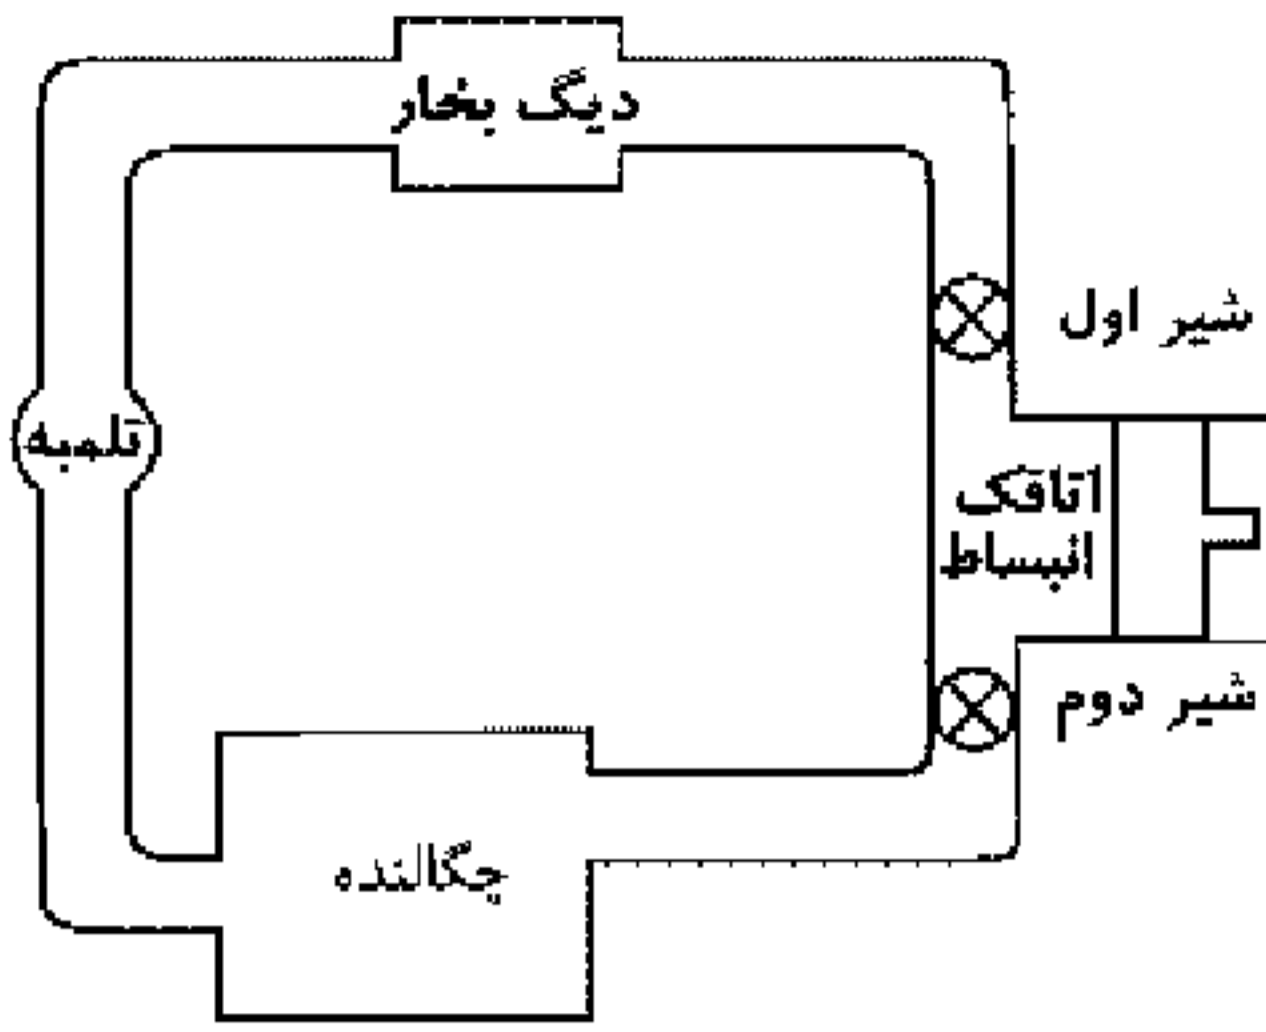 دیگ بخار
شیر اول
تلمبه
اتاقک
انبساط
شیر دوم
چگالنده